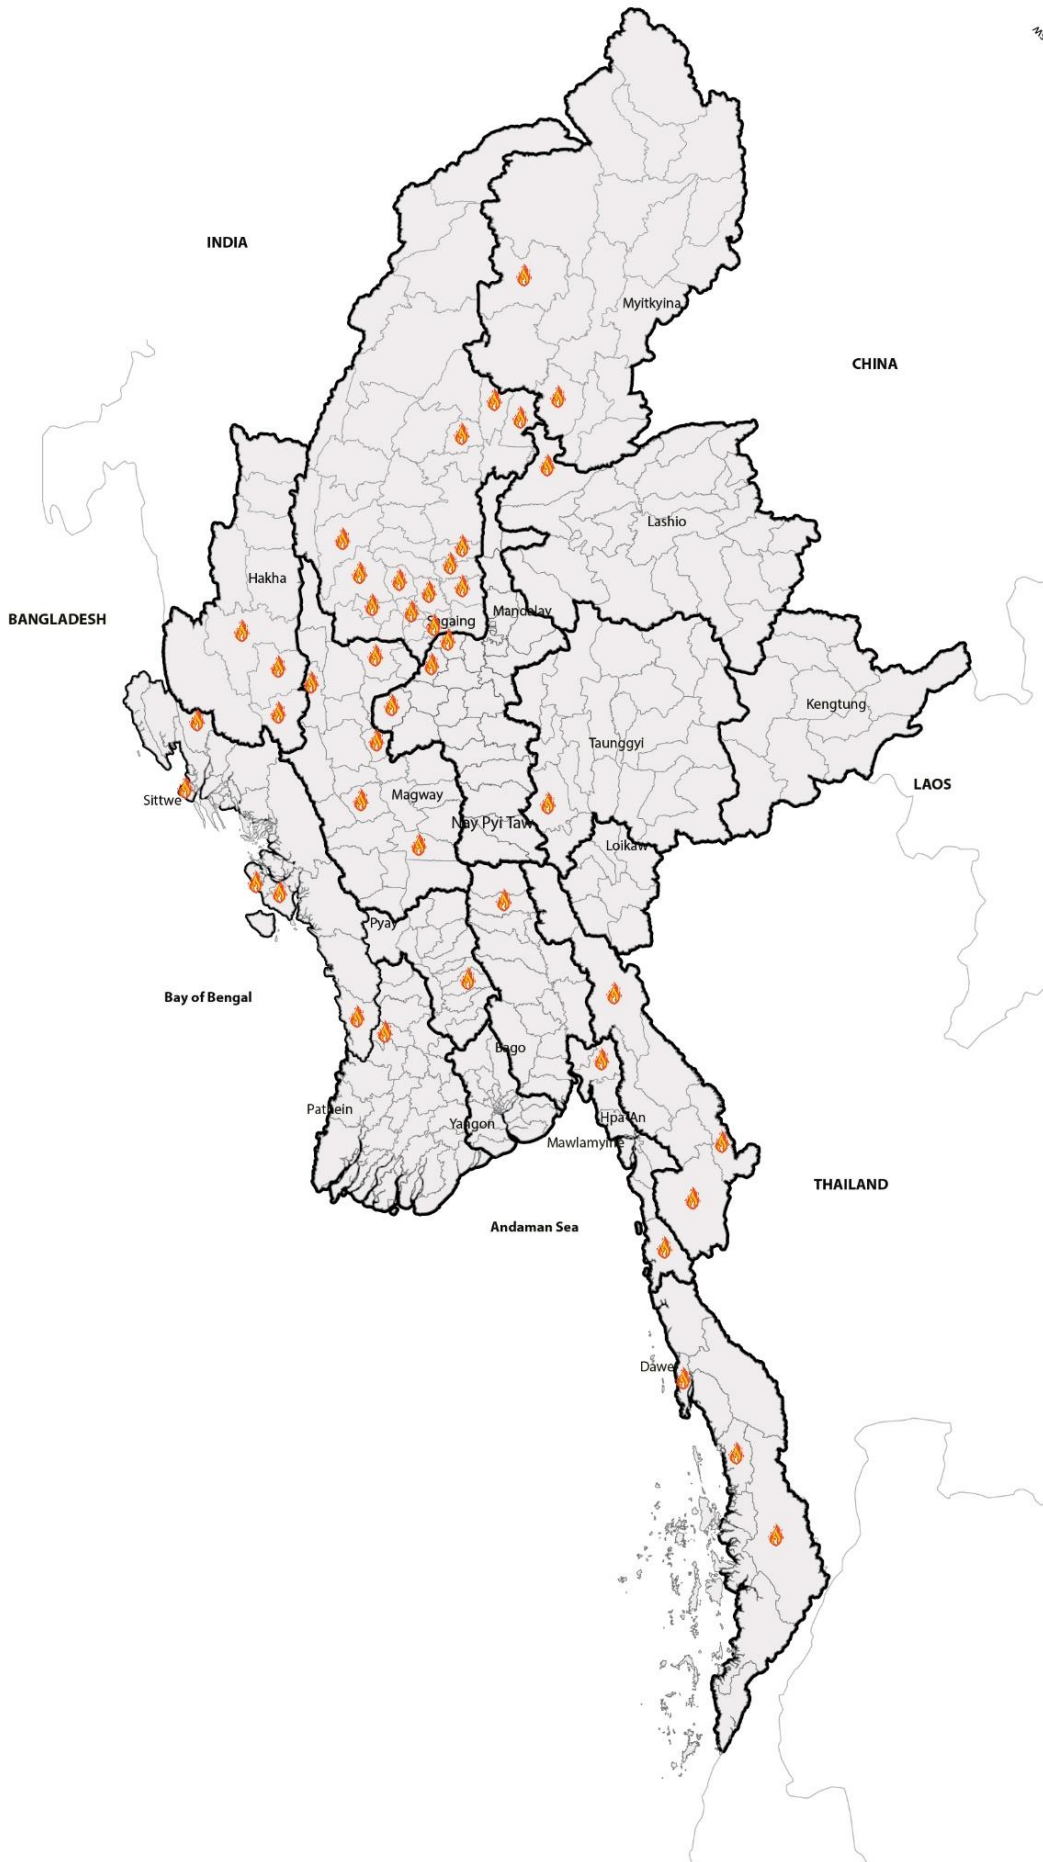 INDIA
Myitkyina
CHINA
Lashio
Hakha
BANGLADESH
Mandalay
Sagaing
Kengtung
Taunggyi
LAOS
Sittwe
Magway
Nay Pyi Taw
Loikaw
Pyay
Bay of Bengal
Bago
Pathein
Yangon
Hpa-An
Mawlamyine
THAILAND
Andaman Sea
Dawei